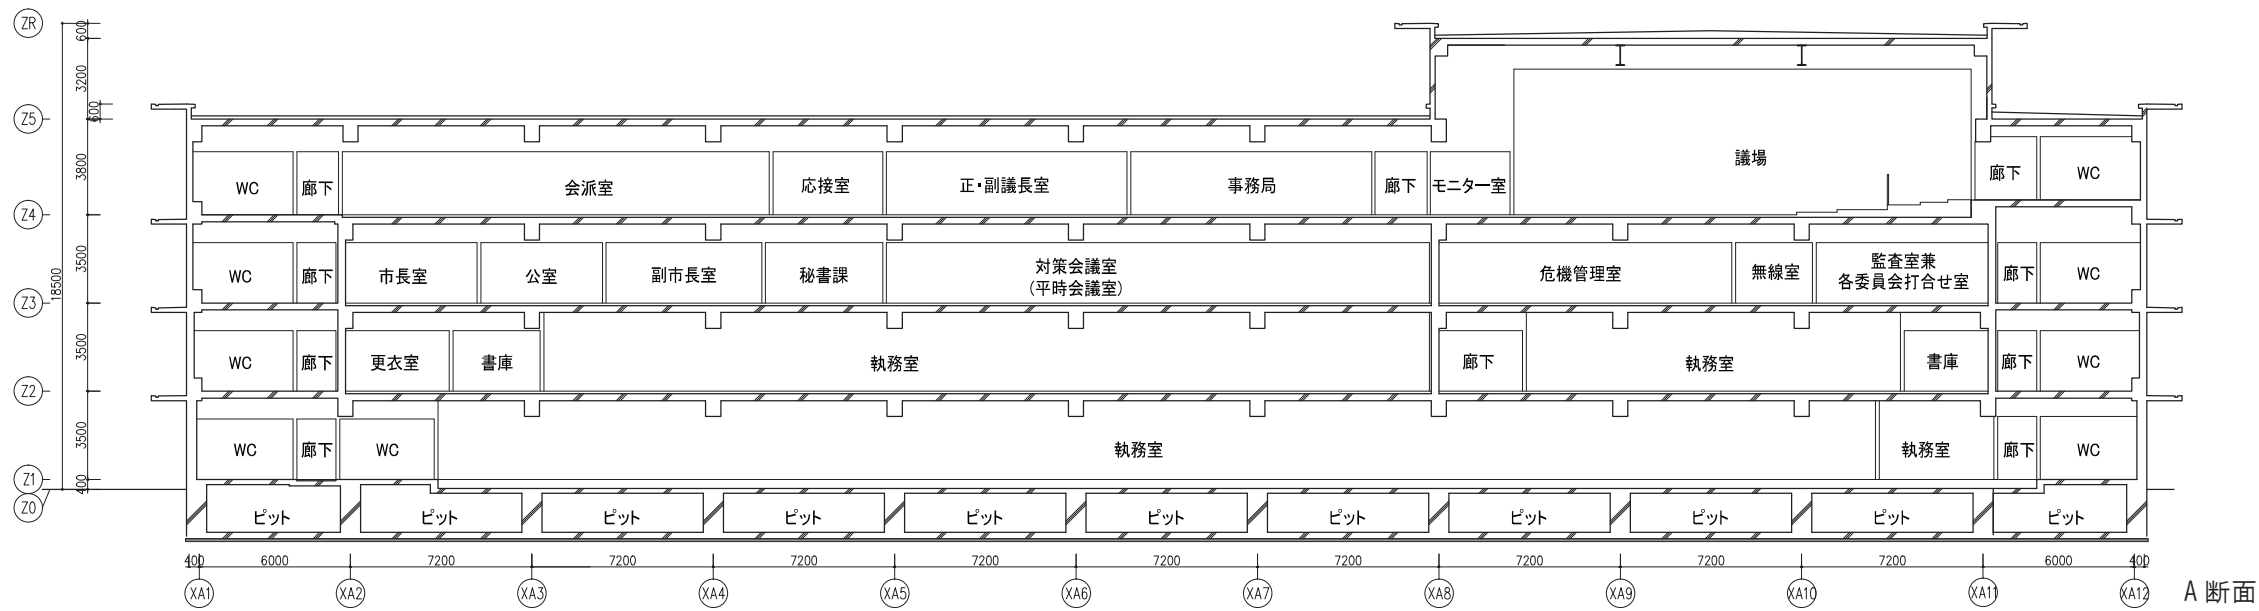 ZR
600
3200
600
Z5
3800
議場
WC 廊下 会派室 応接室 正・副議長室 事務局 廊下 モニター室 廊下 WC
Z4
3500
18500
WC 廊下 市長室 公室 副市長室 秘書課 対策会議室 危機管理室 無線室 監査室兼 廊下 WC
(平時会議室) 各委員会打合せ室
Z3
3500
WC 廊下 更衣室 書庫 執務室 廊下 執務室 書庫 廊下 WC
Z2
3500
WC 廊下 WC 執務室 執務室 廊下 WC
Z1
400
Z0
ピット ピット ピット ピット ピット ピット ピット ピット ピット ピット ピット
400 6000 7200 7200 7200 7200 7200 7200 7200 7200 7200 6000 400
XA1 XA2 XA3 XA4 XA5 XA6 XA7 XA8 XA9 XA10 XA11 XA12
A断面